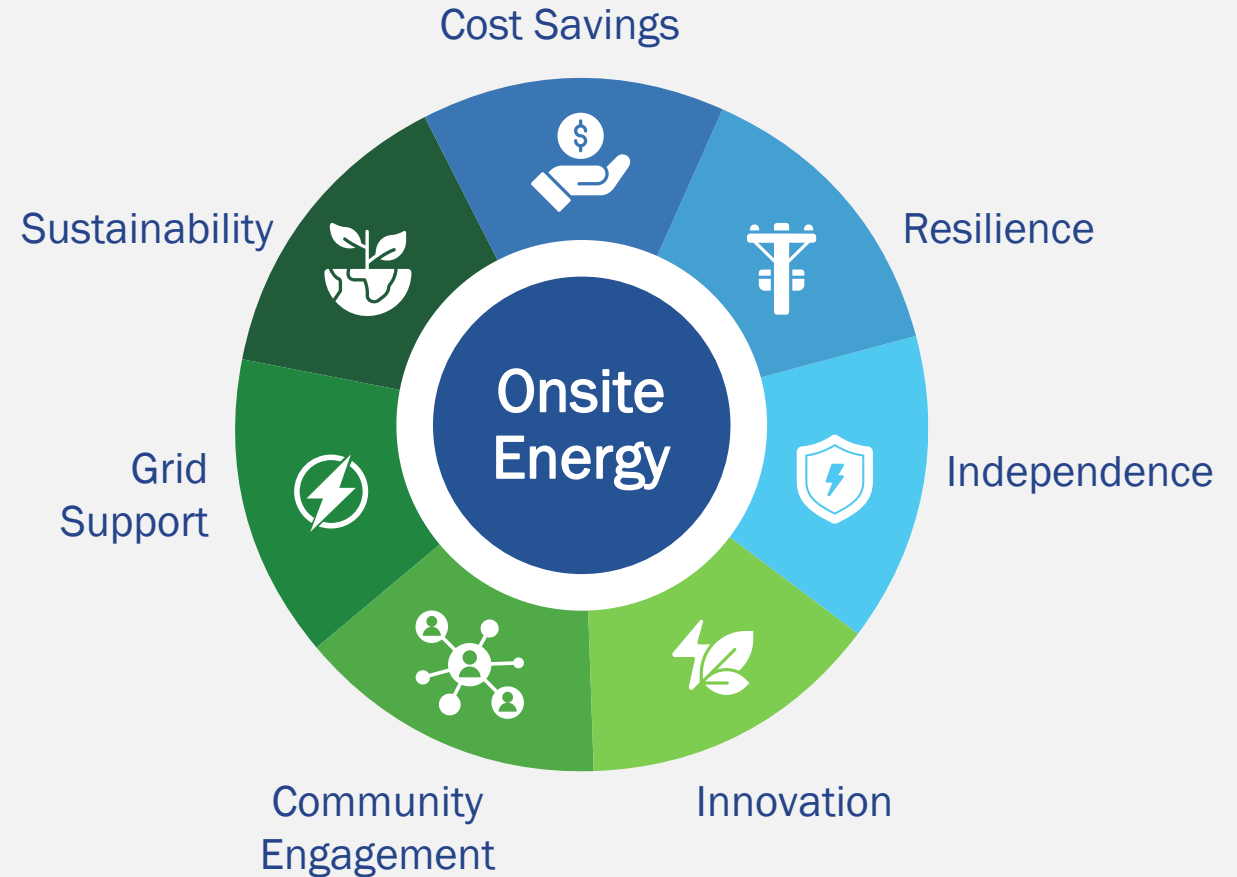 Cost Savings
Resilience
Independence
Innovation
Community
Engagement
Grid
Support
Sustainability
$
Onsite
Energy